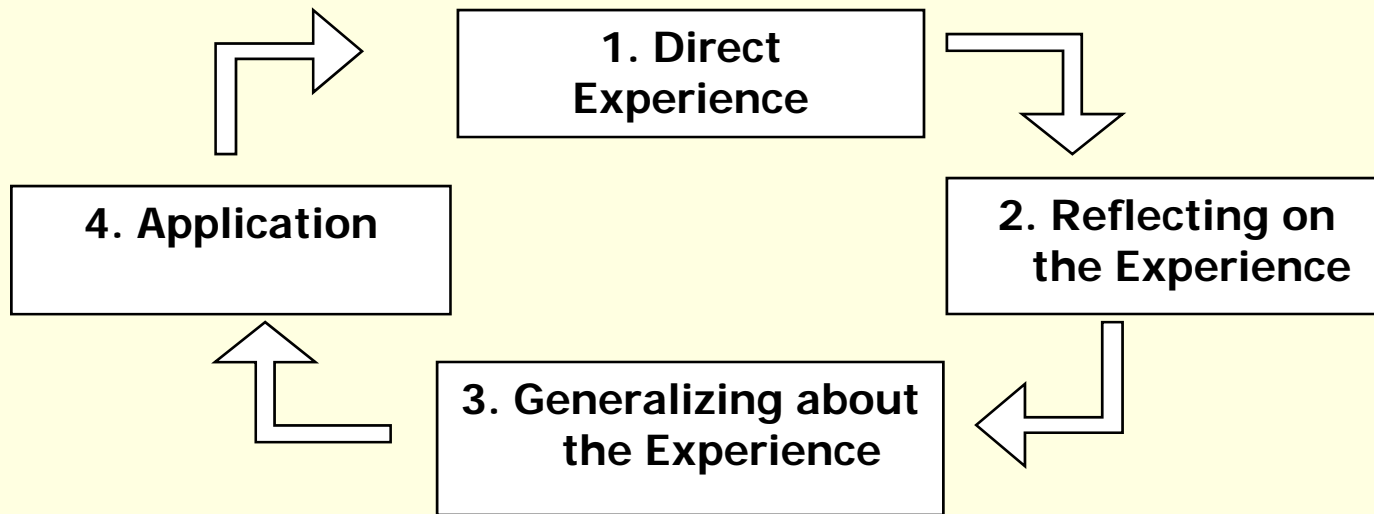 1. Direct
Experience
2. Reflecting on
the Experience
3. Generalizing about
the Experience
4. Application